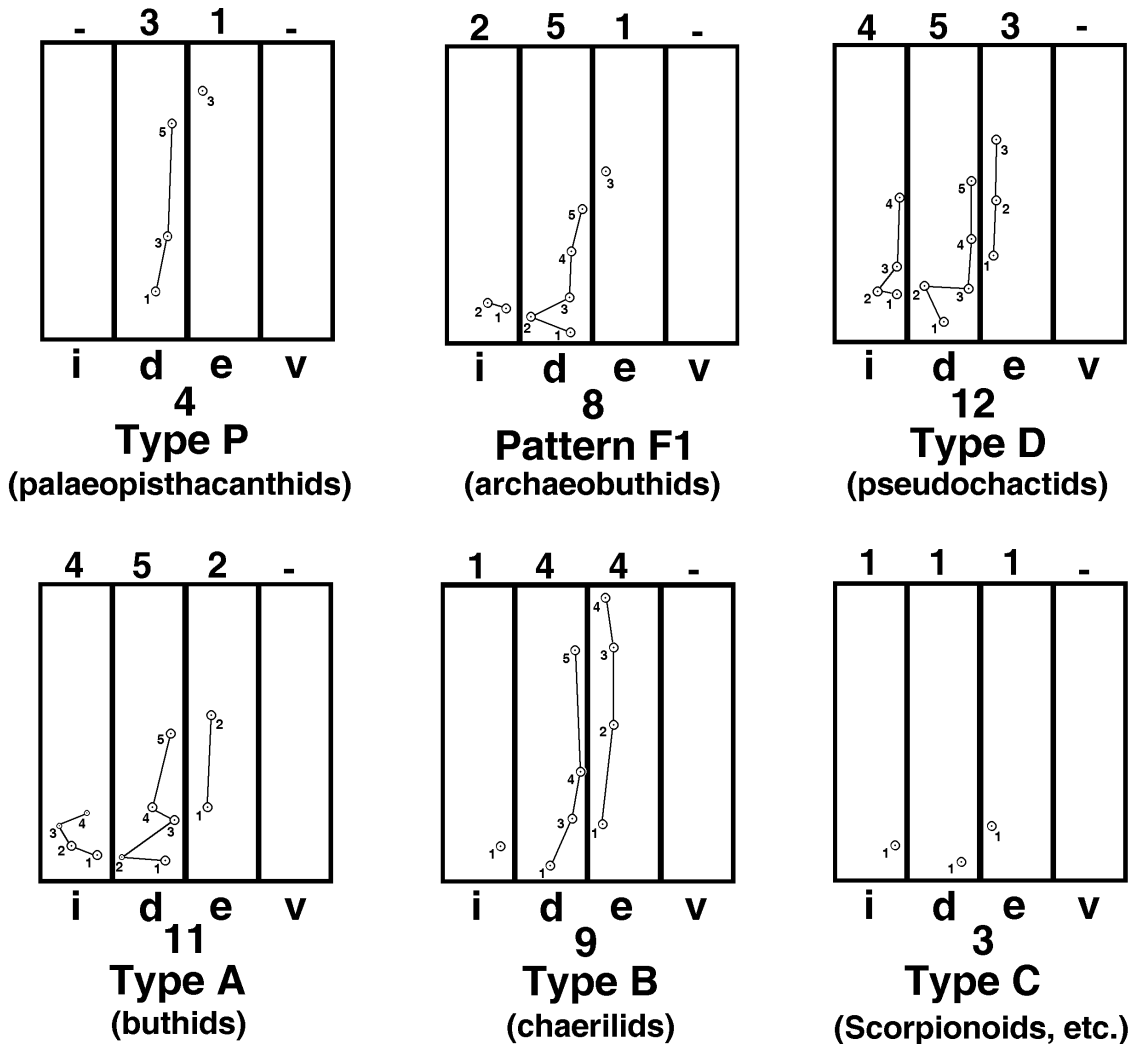 - 3 1 -
3
5
3
1
i d e v
4
Type P
(palaeopisthacanthids)
2 5 1 -
3
5
4
3
2 1
2
1
i d e v
8
Pattern F1
(archaeobuthids)
4 5 3 -
3
5
4
2
4
1
3
2 1
2 3
1
i d e v
12
Type D
(pseudochactids)
4 5 2 -
2
5
1
4
3 4
3
2
1
2 1
i d e v
11
Type A
(buthids)
1 4 4 -
4
3
5
2
4
3
1
1
1
i d e v
9
Type B
(chaerilids)
1 1 1 -
1
1
1
i d e v
3
Type C
(Scorpionoids, etc.)